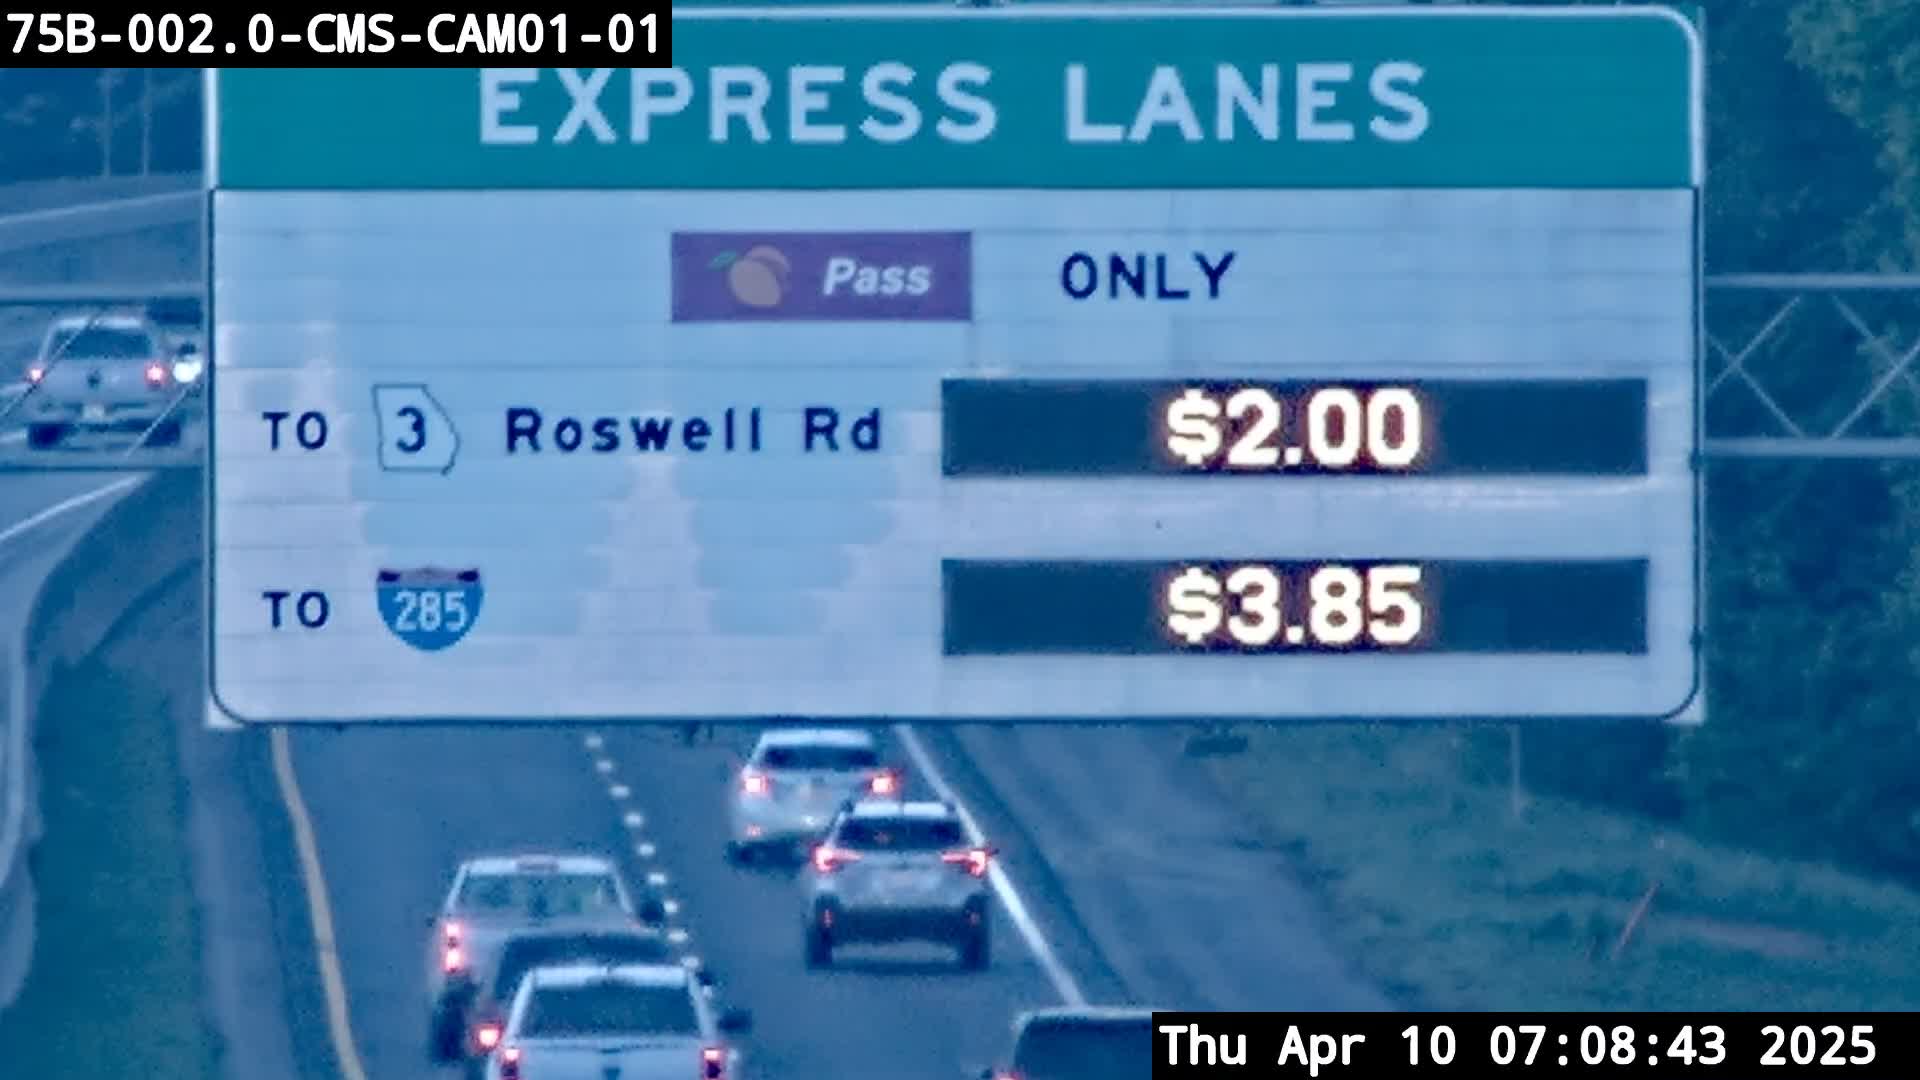 75B-002.0-CMS-CAM01-01
EXPRESS LANES
Pass ONLY
TO 3 Roswell Rd $2.00
TO 285 $3.85
Thu Apr 10 07:08:43 2025